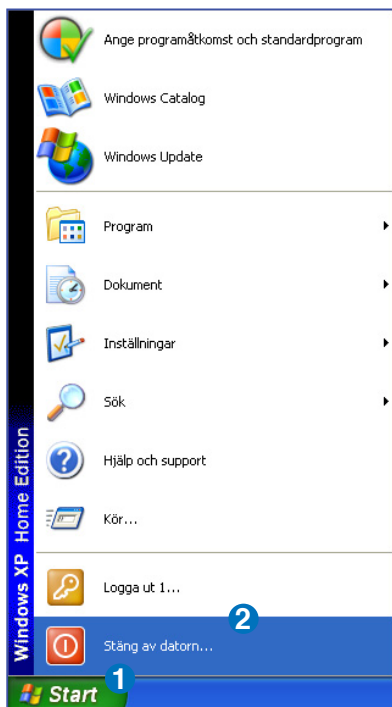 Ange programåtkomst och standardprogram
Windows Catalog
Windows Update
Program
Dokument
Inställningar
Sök
Hjälp och support
Kör...
Logga ut 1...
2
Stäng av datorn...
Windows XP Home Edition
1
Start